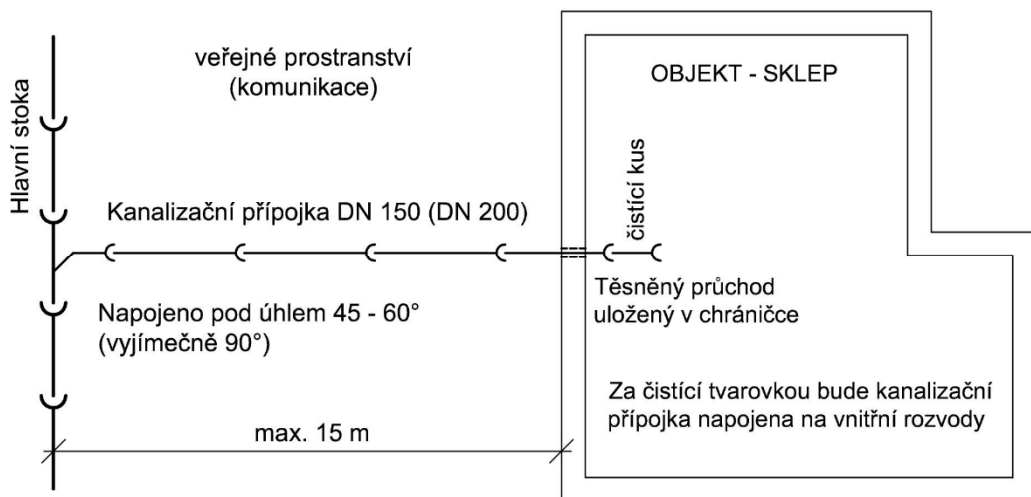 Hlavní stoka
veřejné prostranství
(komunikace)
OBJEKT - SKLEP
Kanalizační přípojka DN 150 (DN 200)
čistící kus
Napojeno pod úhlem 45 - 60°
(vyjímečně 90°)
Těsněný průchod
uložený v chráničce
Za čistící tvarovkou bude kanalizační
přípojka napojena na vnitřní rozvody
max. 15 m